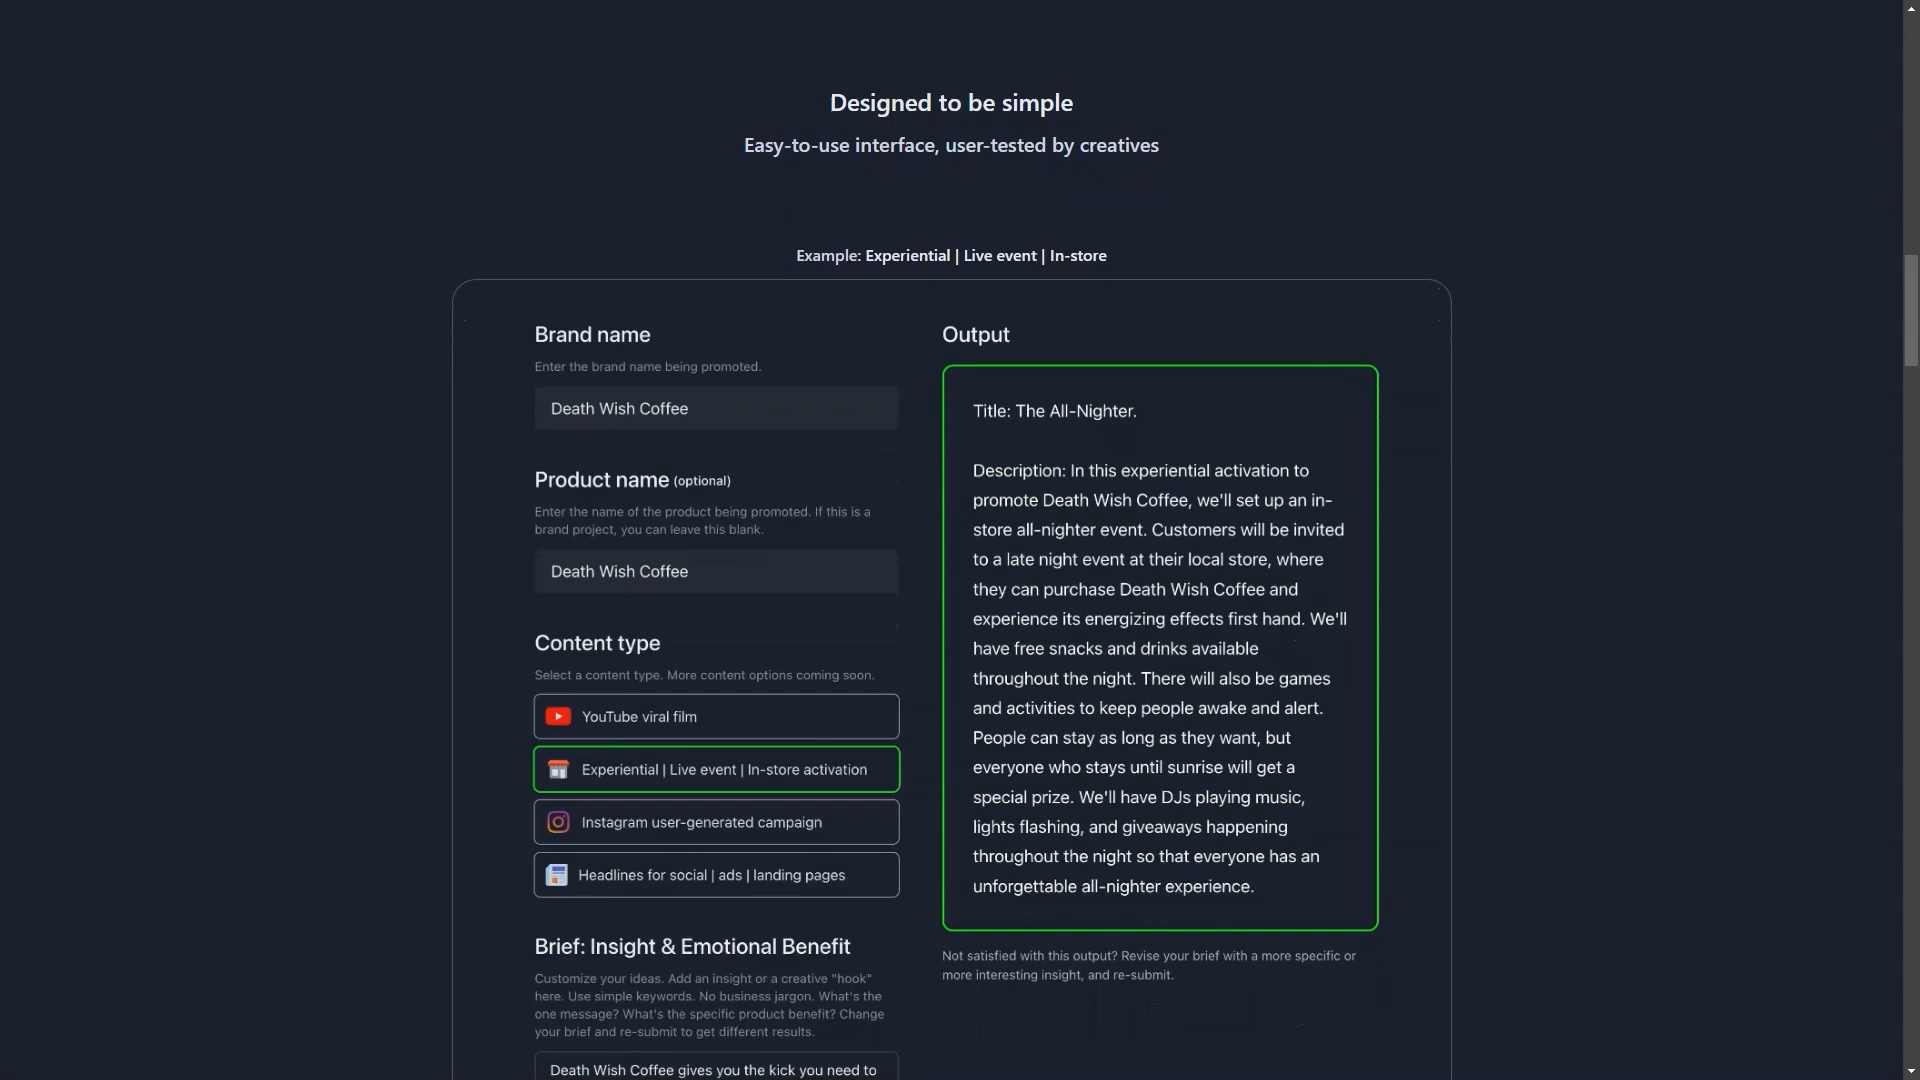 Designed to be simple
Easy-to-use interface, user-tested by creatives
Example: Experiential | Live event | In-store
Brand name
Enter the brand name being promoted.
Death Wish Coffee
Product name (optional)
Enter the name of the product being promoted. If this is a
brand project, you can leave this blank.
Death Wish Coffee
Content type
Select a content type. More content options coming soon.
YouTube viral film
Experiential | Live event | In-store activation
Instagram user-generated campaign
Headlines for social | ads | landing pages
Brief: Insight & Emotional Benefit
Customize your ideas. Add an insight or a creative "hook"
here. Use simple keywords. No business jargon. What's the
one message? What's the specific product benefit? Change
your brief and re-submit to get different results.
Death Wish Coffee gives you the kick you need to
Output
Title: The All-Nighter.
Description: In this experiential activation to
promote Death Wish Coffee, we'll set up an in-
store all-nighter event. Customers will be invited
to a late night event at their local store, where
they can purchase Death Wish Coffee and
experience its energizing effects first hand. We'll
have free snacks and drinks available
throughout the night. There will also be games
and activities to keep people awake and alert.
People can stay as long as they want, but
everyone who stays until sunrise will get a
special prize. We'll have DJs playing music,
lights flashing, and giveaways happening
throughout the night so that everyone has an
unforgettable all-nighter experience.
Not satisfied with this output? Revise your brief with a more specific or
more interesting insight, and re-submit.